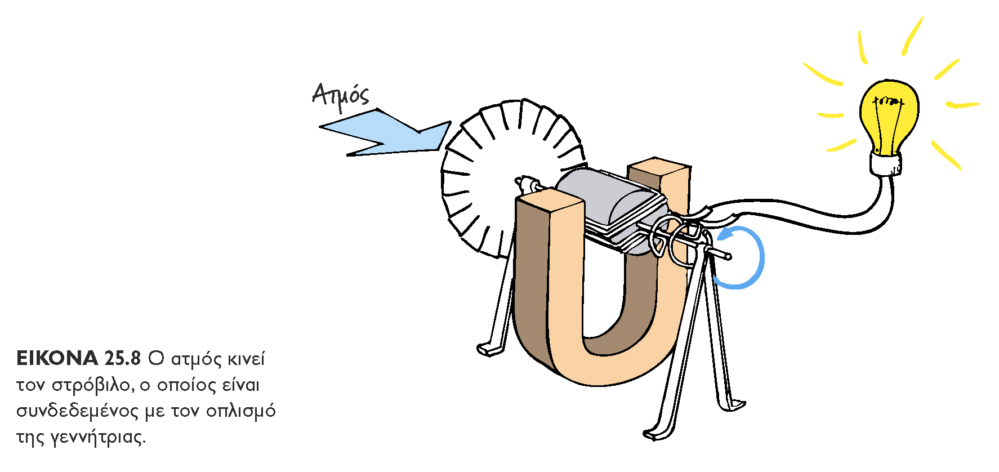 Ατμός
ΕΙΚΟΝΑ 25.8 Ο ατμός κινεί
τον στρόβιλο, ο οποίος είναι
συνδεδεμένος με τον οπλισμό
της γεννήτριας.